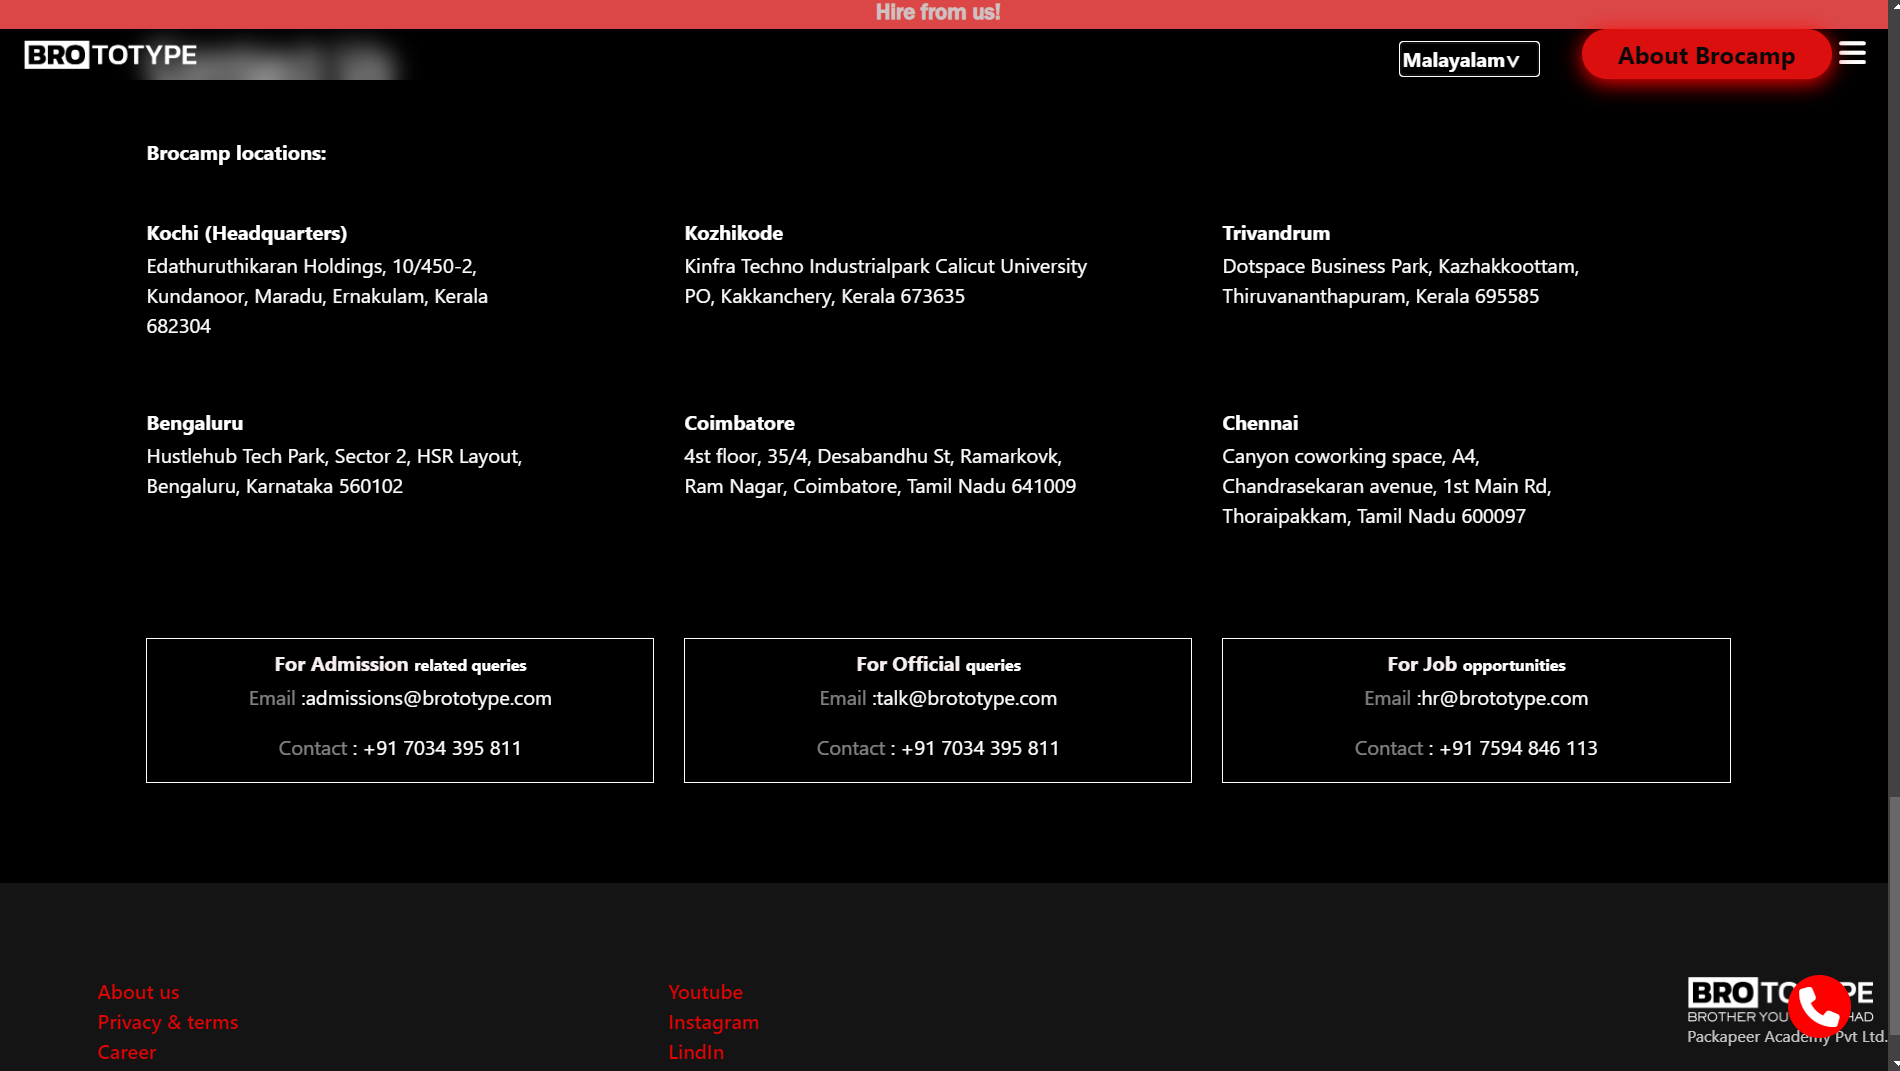 Hire from us!
BROTOTYPE
Malayalam˅
About Brocamp
Brocamp locations:
Kochi (Headquarters)
Edathuruthikaran Holdings, 10/450-2,
Kundanoor, Maradu, Ernakulam, Kerala
682304
Kozhikode
Kinfra Techno Industrialpark Calicut University
PO, Kakkanchery, Kerala 673635
Trivandrum
Dotspace Business Park, Kazhakkoottam,
Thiruvananthapuram, Kerala 695585
Bengaluru
Hustlehub Tech Park, Sector 2, HSR Layout,
Bengaluru, Karnataka 560102
Coimbatore
4st floor, 35/4, Desabandhu St, Ramarkovk,
Ram Nagar, Coimbatore, Tamil Nadu 641009
Chennai
Canyon coworking space, A4,
Chandrasekaran avenue, 1st Main Rd,
Thoraipakkam, Tamil Nadu 600097
For Admission related queries
Email :admissions@brototype.com
Contact : +91 7034 395 811
For Official queries
Email :talk@brototype.com
Contact : +91 7034 395 811
For Job opportunities
Email :hr@brototype.com
Contact : +91 7594 846 113
About us
Privacy & terms
Career
Youtube
Instagram
LindIn
BROTOTYPE
BROTHER YOU HAD
Packapeer Academy Pvt Ltd.